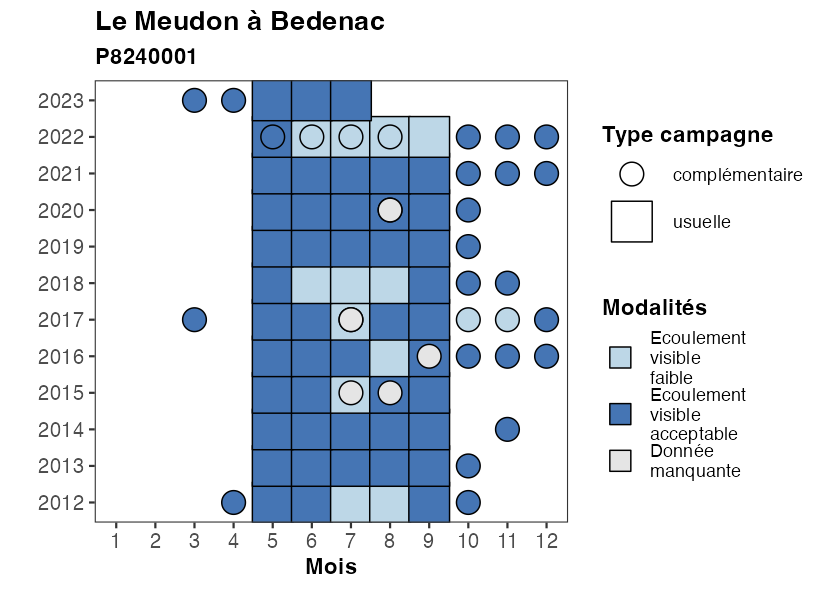 Le Meudon à Bedenac
P8240001
2023
2022
2021
2020
2019
2018
2017
2016
2015
2014
2013
2012
1 2 3 4 5 6 7 8 9 10 11 12
Mois
Type campagne
complémentaire
usuelle
Modalités
Ecoulement
visible
faible
Ecoulement
visible
acceptable
Donnée
manquante